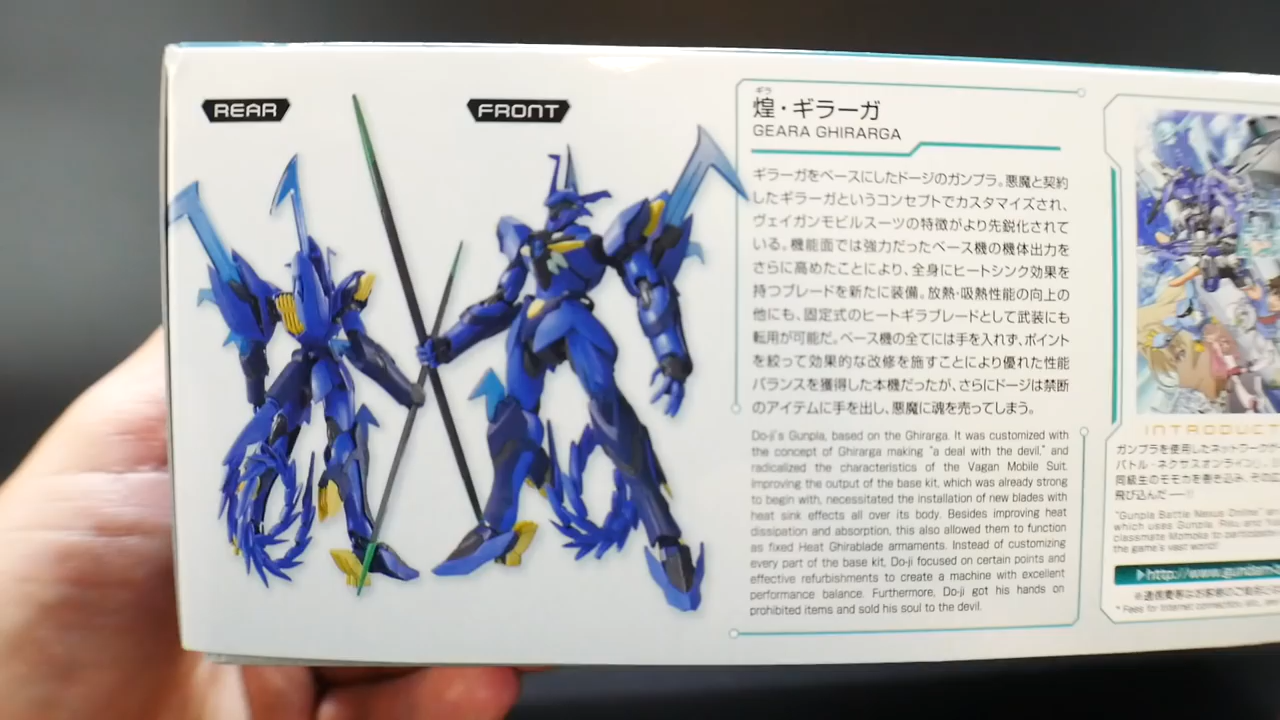 REAR
FRONT
ギラ
煌・ギラーガ
GEARA GHIRARGA
ギラーガをベースにしたドージのガンプラ。悪魔と契約
したギラーガというコンセプトでカスタマイズされ、
ヴェイガンモビルスーツの特徴がより先鋭化されて
いる。機能面では強力だったベース機の機体出力を
さらに高めたことにより、全身にヒートシンク効果を
持つブレードを新たに装備。放熱・吸熱性能の向上の
他にも、固定式のヒートギラブレードとして武装にも
転用が可能だ。ベース機の全てには手を入れず、ポイント
を絞って効果的な改修を施すことにより優れた性能
バランスを獲得した本機だったが、さらにドージは禁断
のアイテムに手を出し、悪魔に魂を売ってしまう。
Do-ji's Gunpla, based on the Ghirarga. It was customized with
the concept of Ghirarga making "a deal with the devil," and
radicalized the characteristics of the Vagan Mobile Suit.
Improving the output of the base kit, which was already strong
to begin with, necessitated the installation of new blades with
heat sink effects all over its body. Besides improving heat
dissipation and absorption, this also allowed them to function
as fixed Heat Ghirablade armaments. Instead of customizing
every part of the base kit, Do-ji focused on certain points and
effective refurbishments to create a machine with excellent
performance balance. Furthermore, Do-ji got his hands on
prohibited items and sold his soul to the devil.
INTRODUCT
ガンプラを使用したネットワーク
バトル・ネクサスオンライン」
同級生のモモカを巻き込み、その
飛び込んだ──!!
"Gunpla Battle Nexus Online"
which uses Gunpla. Riku and
classmate Momoka to
the game's vast world!
http://www.gundam
* Fees for Internet connection